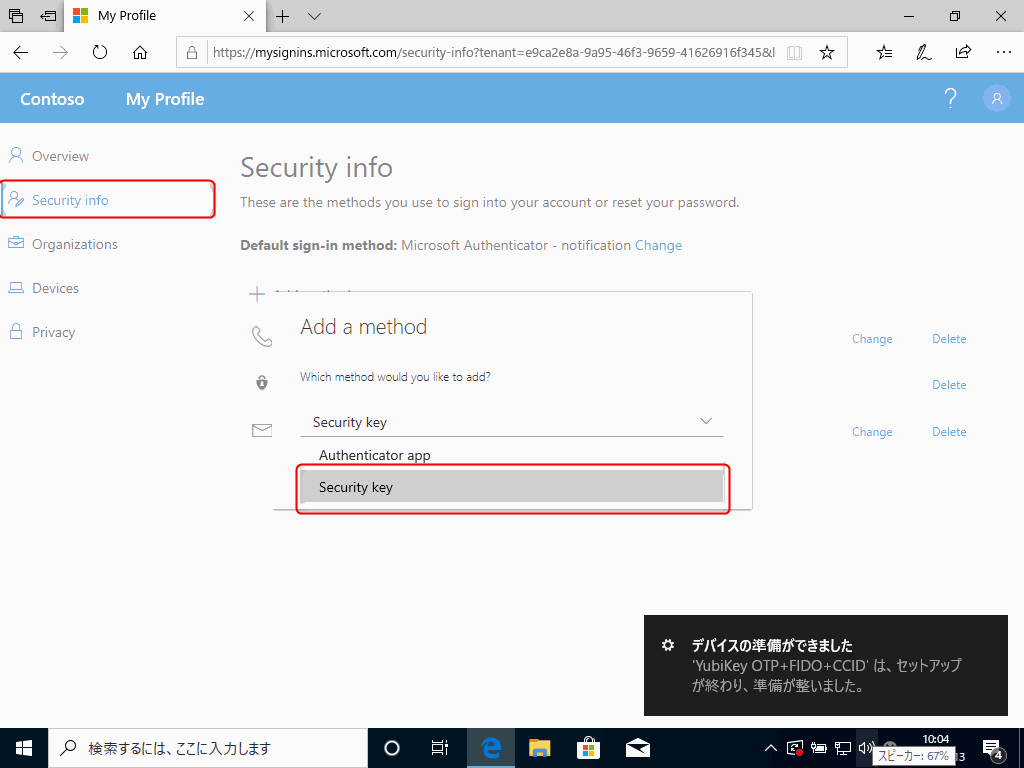 My Profile
https://mysignins.microsoft.com/security-info?tenant=e9ca2e8a-9a95-46f3-9659-41626916f345&l
Contoso
My Profile
?
Overview
Security info
Organizations
Devices
Privacy
Security info
These are the methods you use to sign into your account or reset your password.
Default sign-in method: Microsoft Authenticator - notification Change
Add a method
Which method would you like to add?
Security key
Authenticator app
Security key
Change Delete
Delete
Change Delete
デバイスの準備ができました
'YubiKey OTP+FIDO+CCID' は、セットアップ
が終わり、準備が整いました。
検索するには、ここに入力します
10:04
スピーカー: 67%
13
4